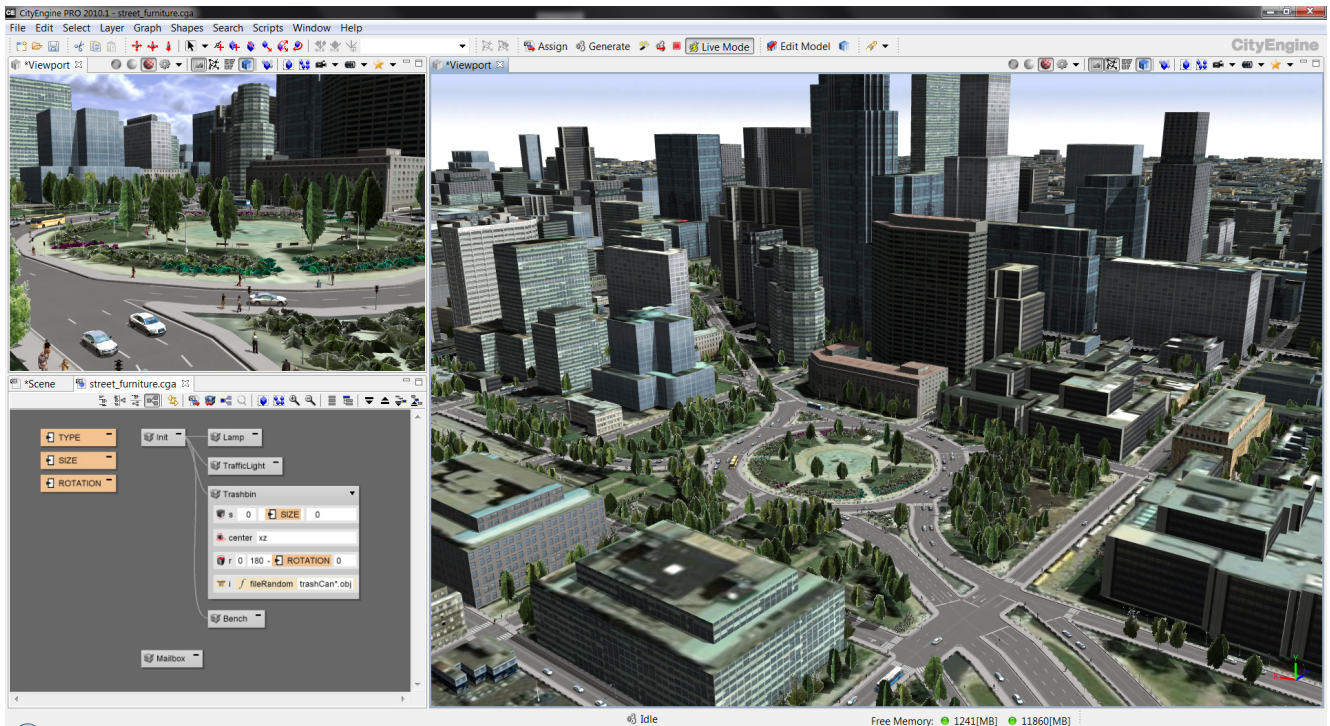 CE CityEngine PRO 2010.1 - street_furniture.cga
File Edit Select Layer Graph Shapes Search Scripts Window Help
Assign Generate Live Mode Edit Model CityEngine
*Viewport
*Viewport
*Scene street_furniture.cga
TYPE Init Lamp
SIZE TrafficLight
ROTATION
Trashbin
s 0 SIZE 0
center xz
r 0 180 - ROTATION 0
i f fileRandom trashCan*.obj
Bench
Mailbox
Idle Free Memory: 1241[MB] 11860[MB]